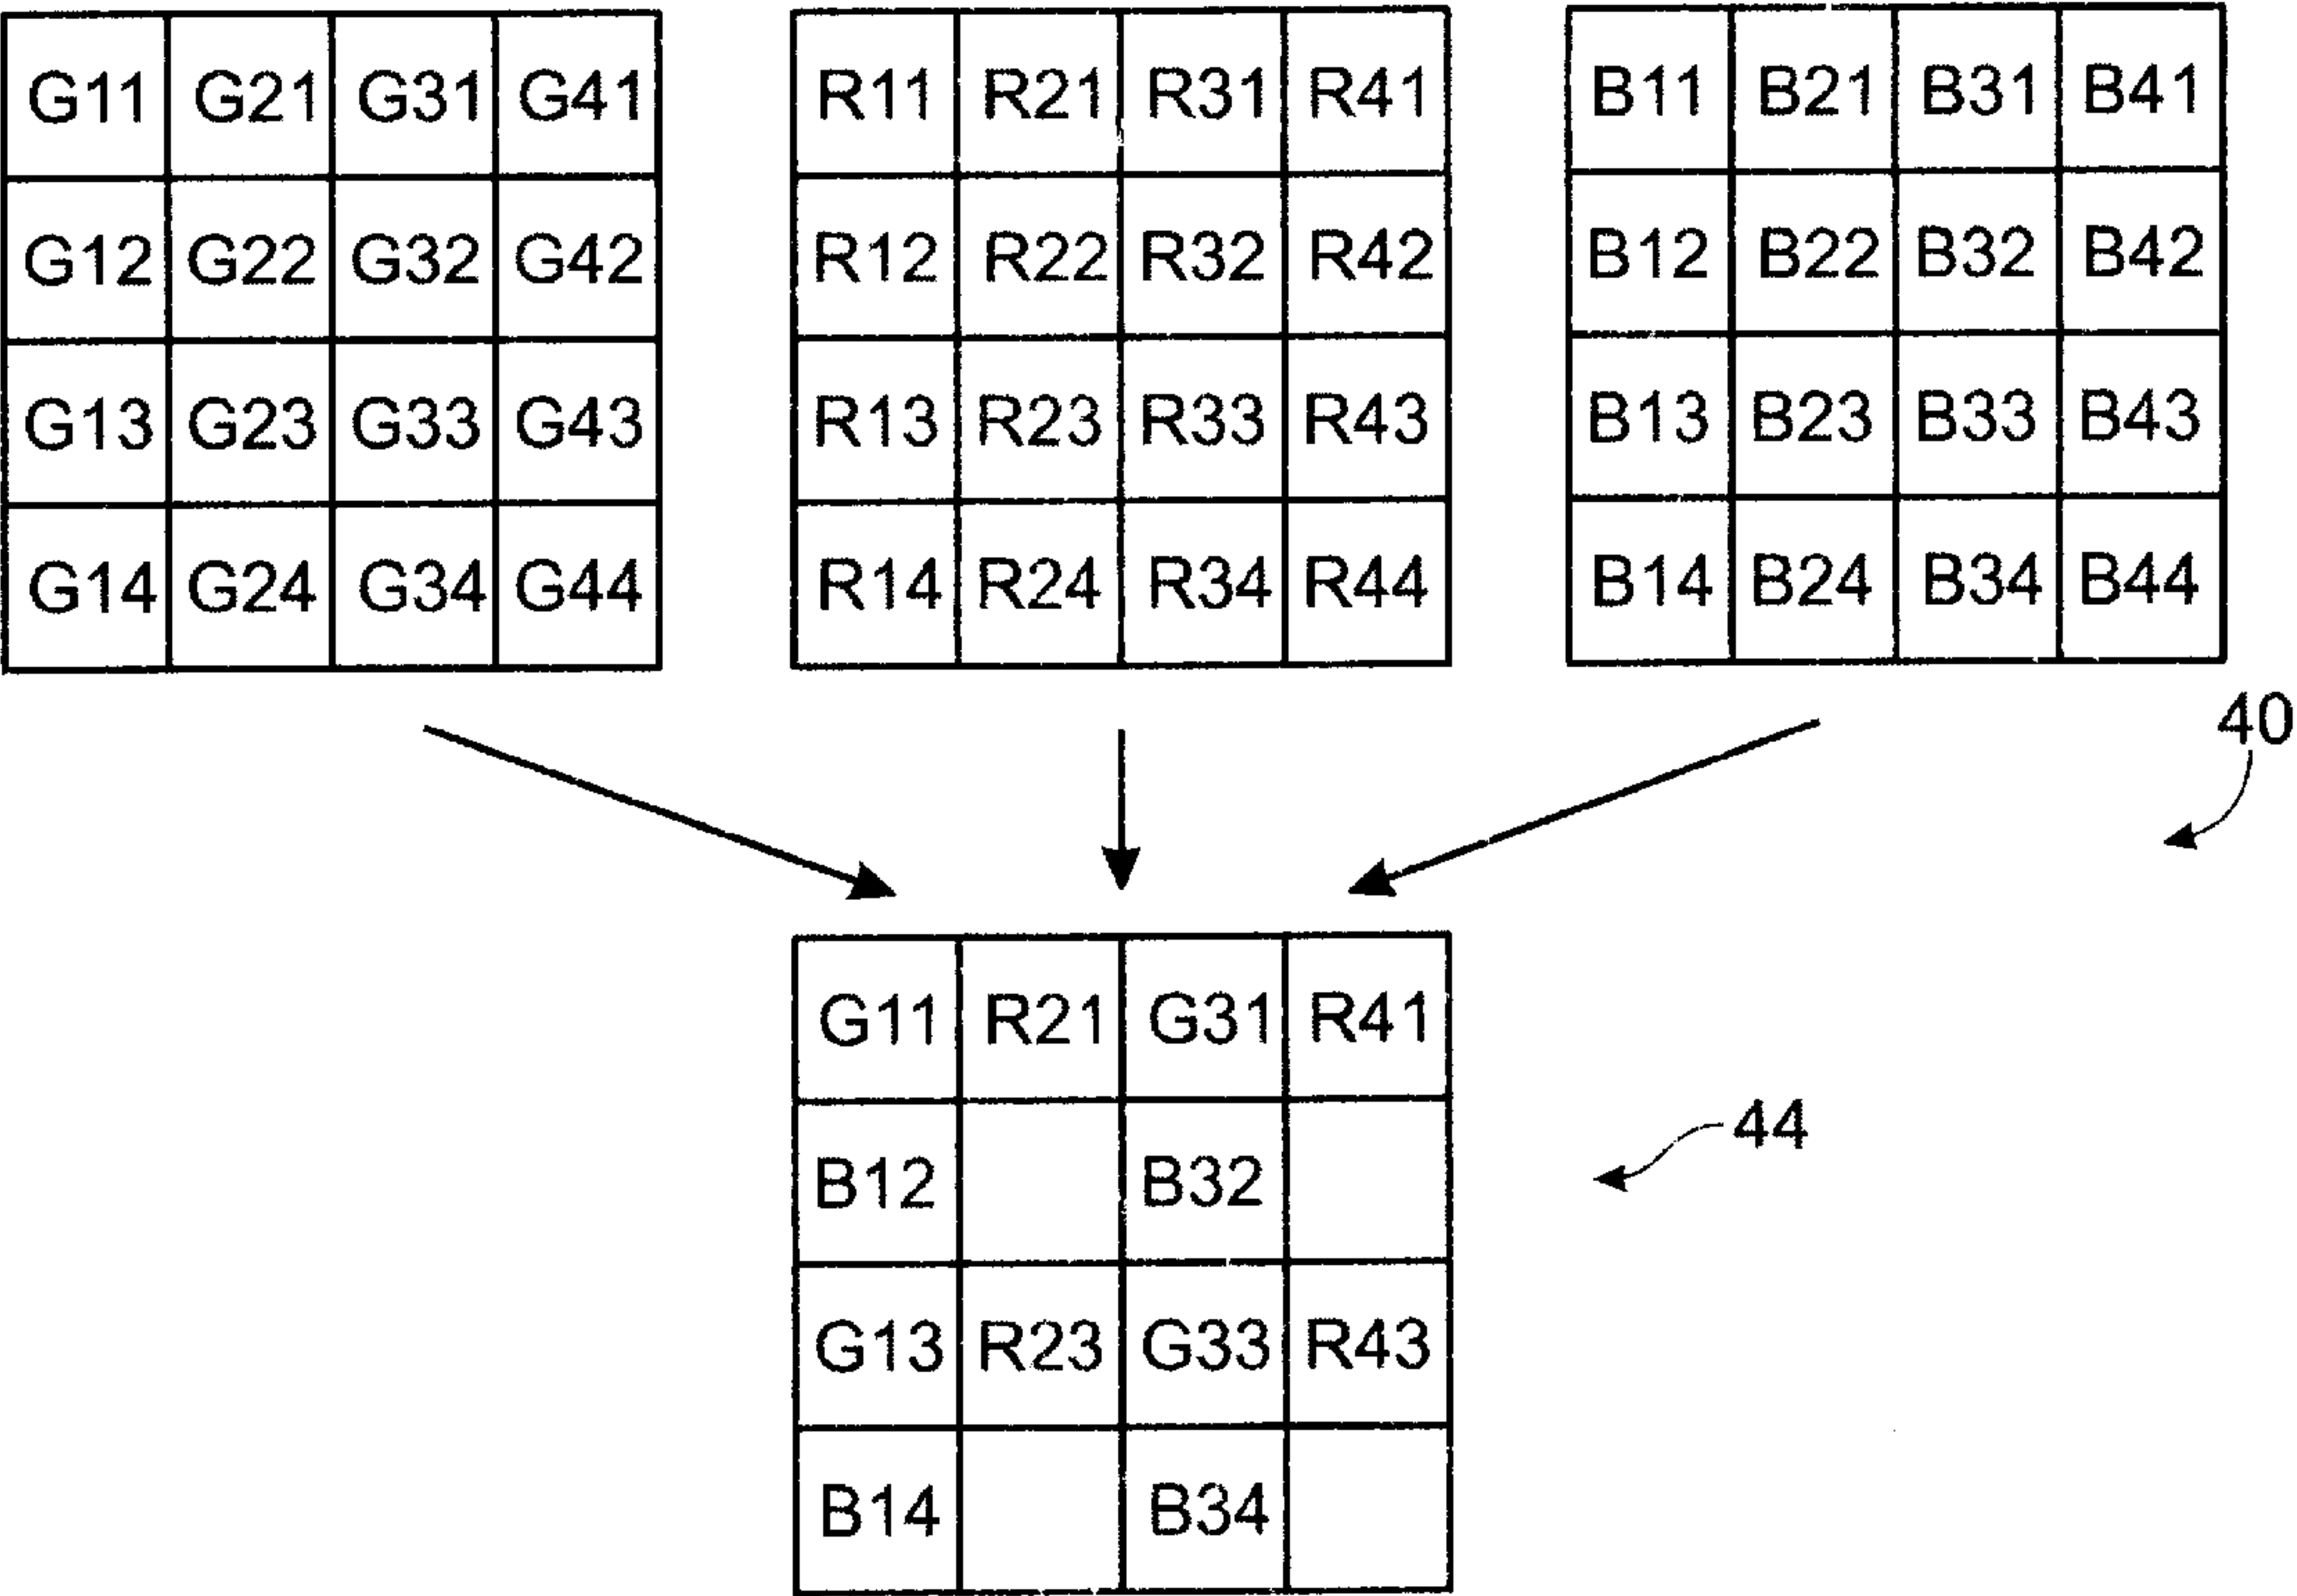 G11 G21 G31 G41 R11 R21 R31 R41 B11 B21 B31 B41
G12 G22 G32 G42 R12 R22 R32 R42 B12 B22 B32 B42
G13 G23 G33 G43 R13 R23 R33 R43 B13 B23 B33 B43
G14 G24 G34 G44 R14 R24 R34 R44 B14 B24 B34 B44
40
G11 R21 G31 R41
44
B12 B32
G13 R23 G33 R43
B14 B34